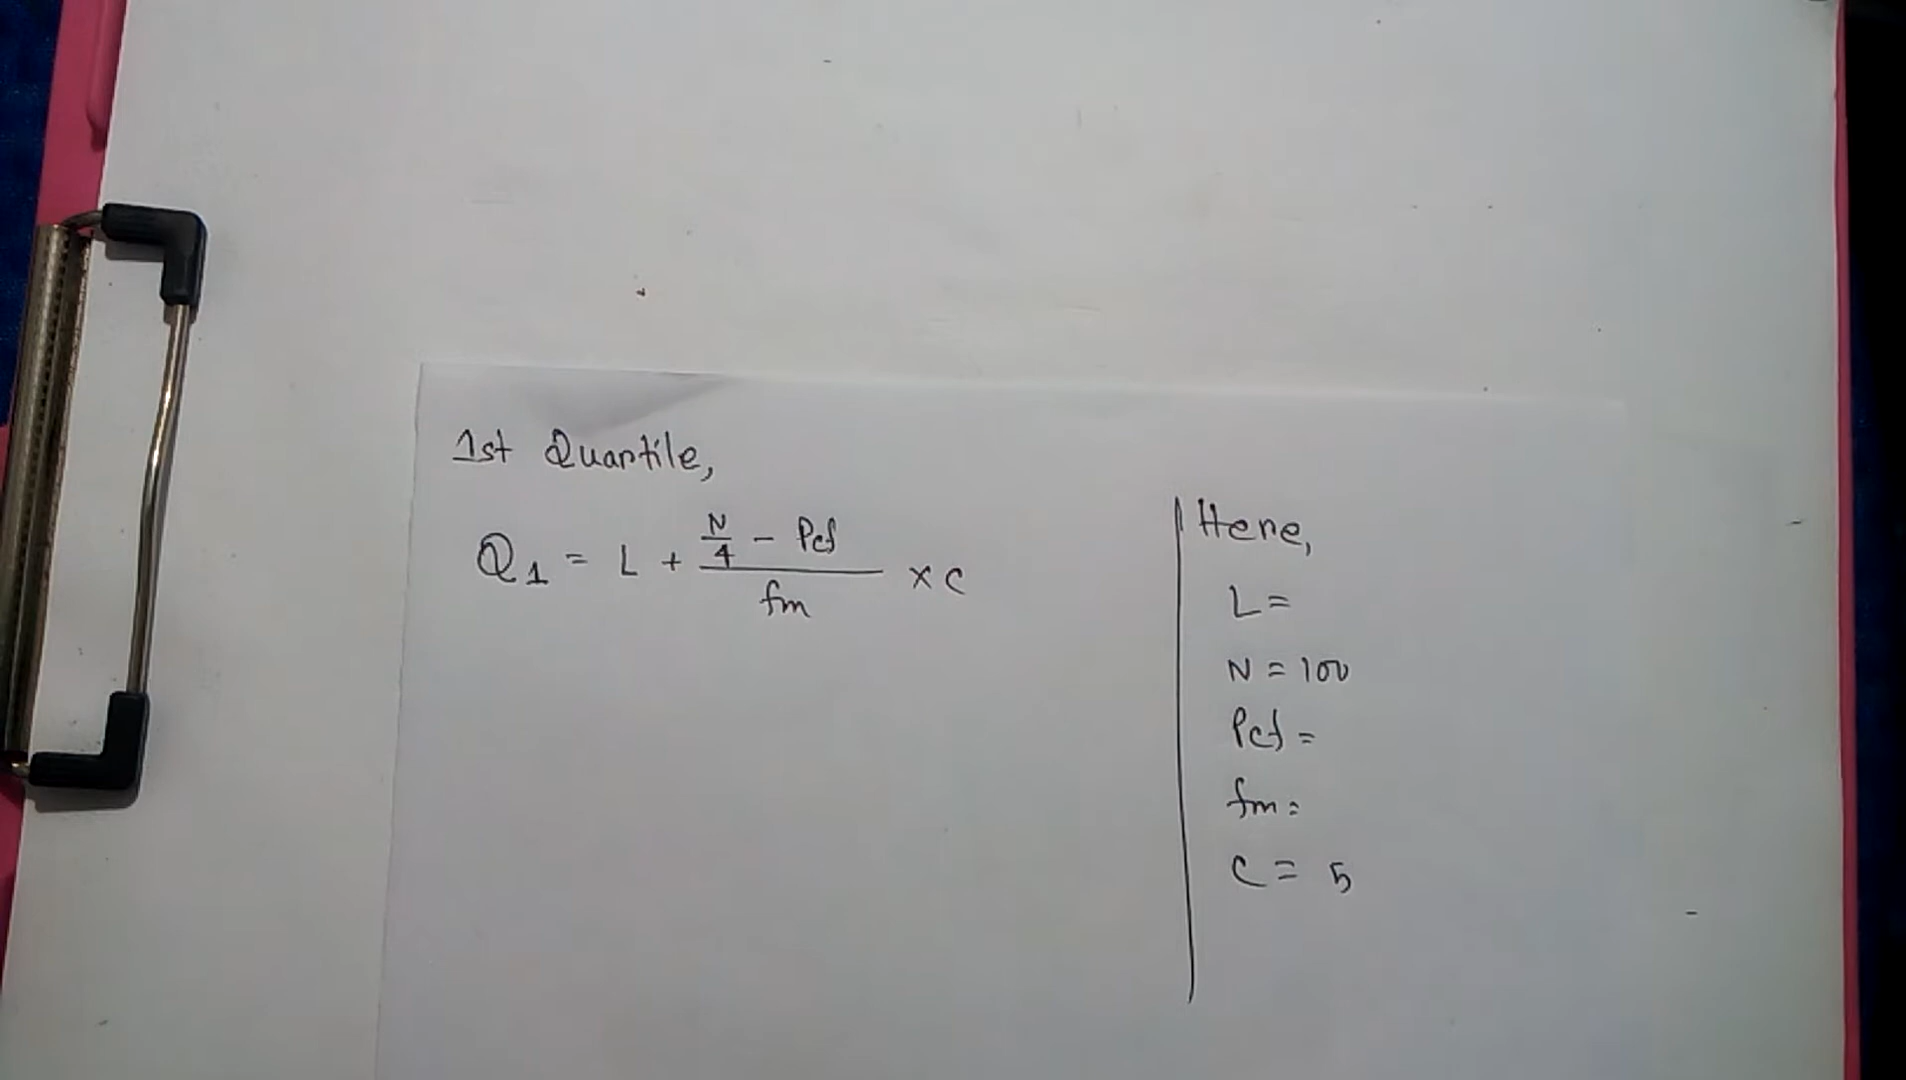 1st Quartile,
Q1 = L + (N/4 - Pcf)/fm × C
Here,
L =
N = 100
Pcf =
fm =
C = 5